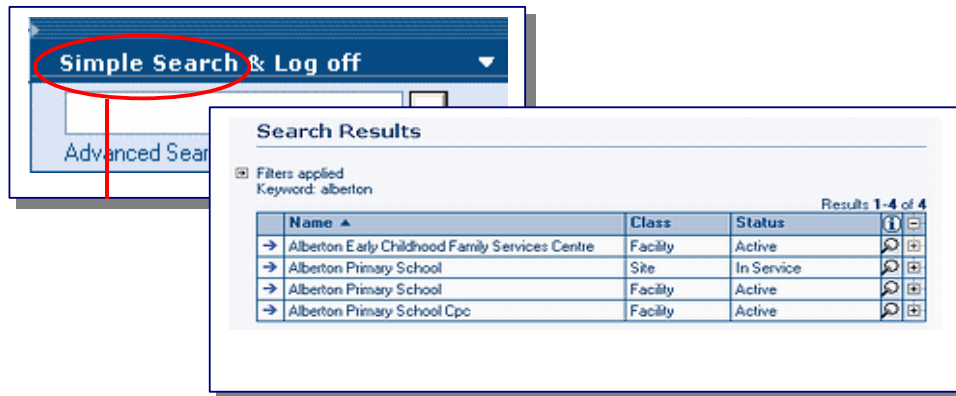 Simple Search & Log off
Advanced Sear
Search Results
Filters applied
Keyword: alberton
Results 1-4 of 4
Name Class Status
Alberton Early Childhood Family Services Centre Facility Active
Alberton Primary School Site In Service
Alberton Primary School Facility Active
Alberton Primary School Cpc Facility Active